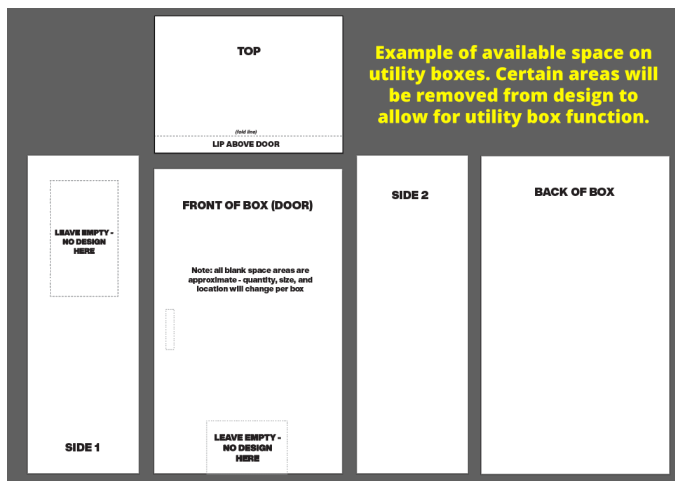 TOP
(fold line)
LIP ABOVE DOOR
Example of available space on
utility boxes. Certain areas will
be removed from design to
allow for utility box function.
LEAVE EMPTY -
NO DESIGN
HERE
SIDE 1
FRONT OF BOX (DOOR)
Note: all blank space areas are
approximate - quantity, size, and
location will change per box
LEAVE EMPTY -
NO DESIGN
HERE
SIDE 2
BACK OF BOX